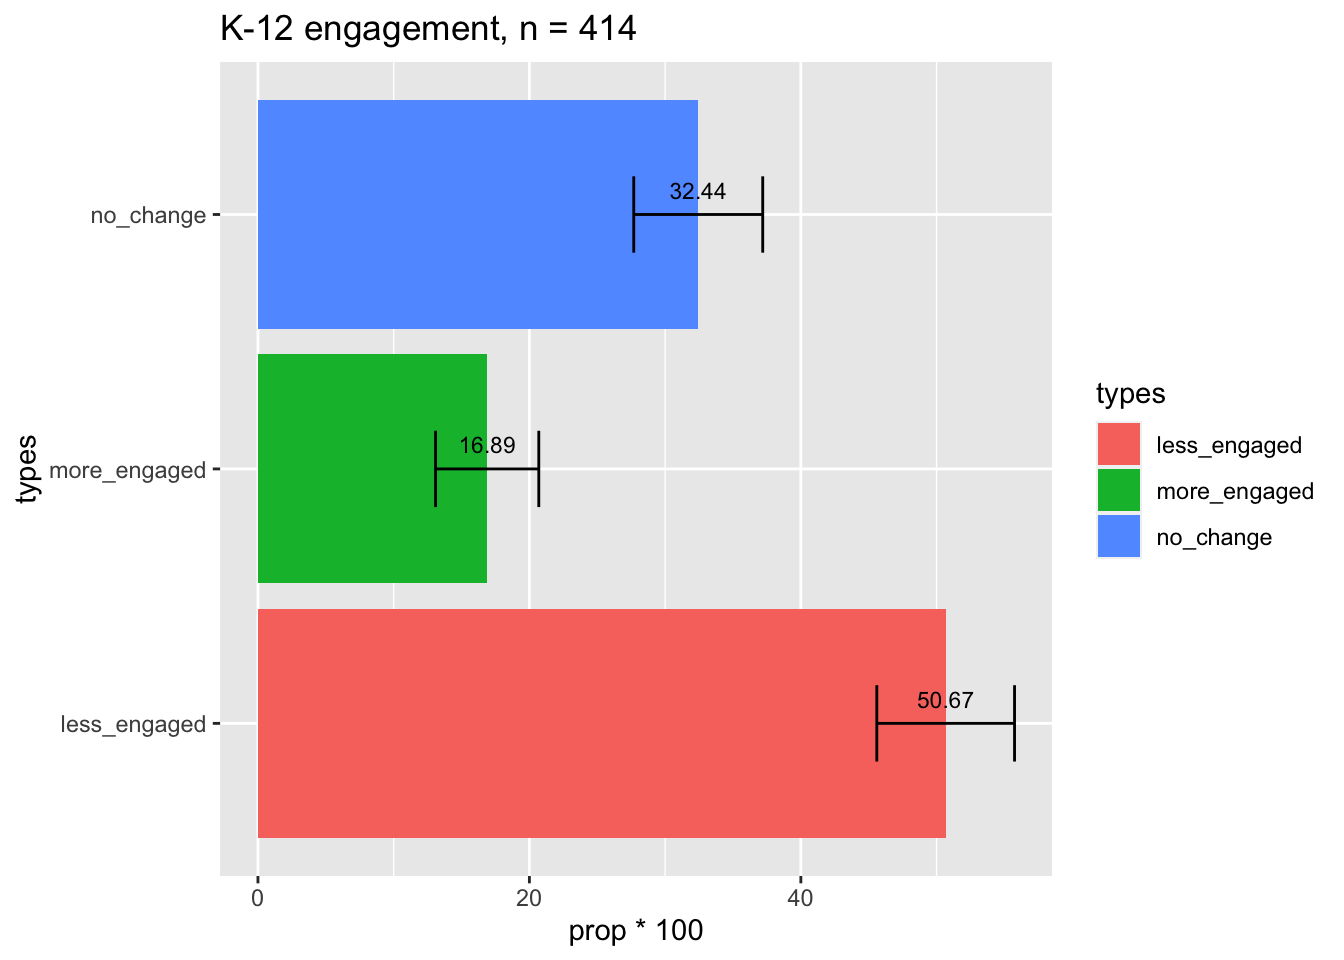 K-12 engagement, n = 414
no_change
32.44
more_engaged
16.89
less_engaged
50.67
types
0
20
40
prop * 100
types
less_engaged
more_engaged
no_change